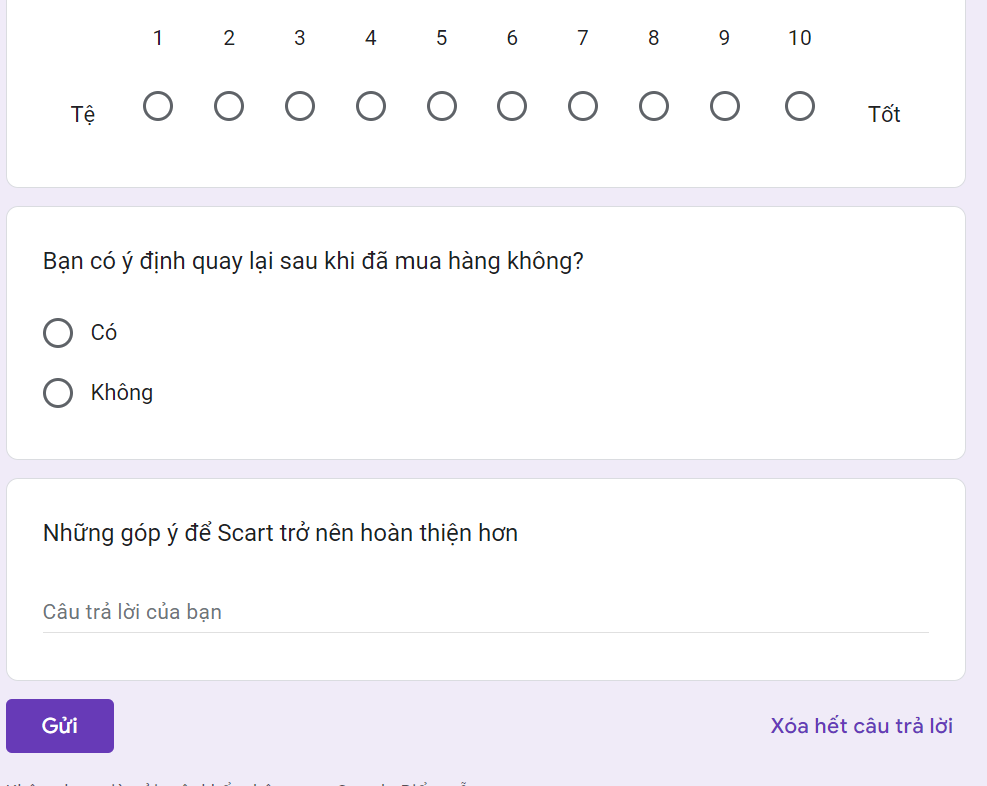 1 2 3 4 5 6 7 8 9 10
Tệ Tốt
Bạn có ý định quay lại sau khi đã mua hàng không?
Có
Không
Những góp ý để Scart trở nên hoàn thiện hơn
Câu trả lời của bạn
Gửi Xóa hết câu trả lời